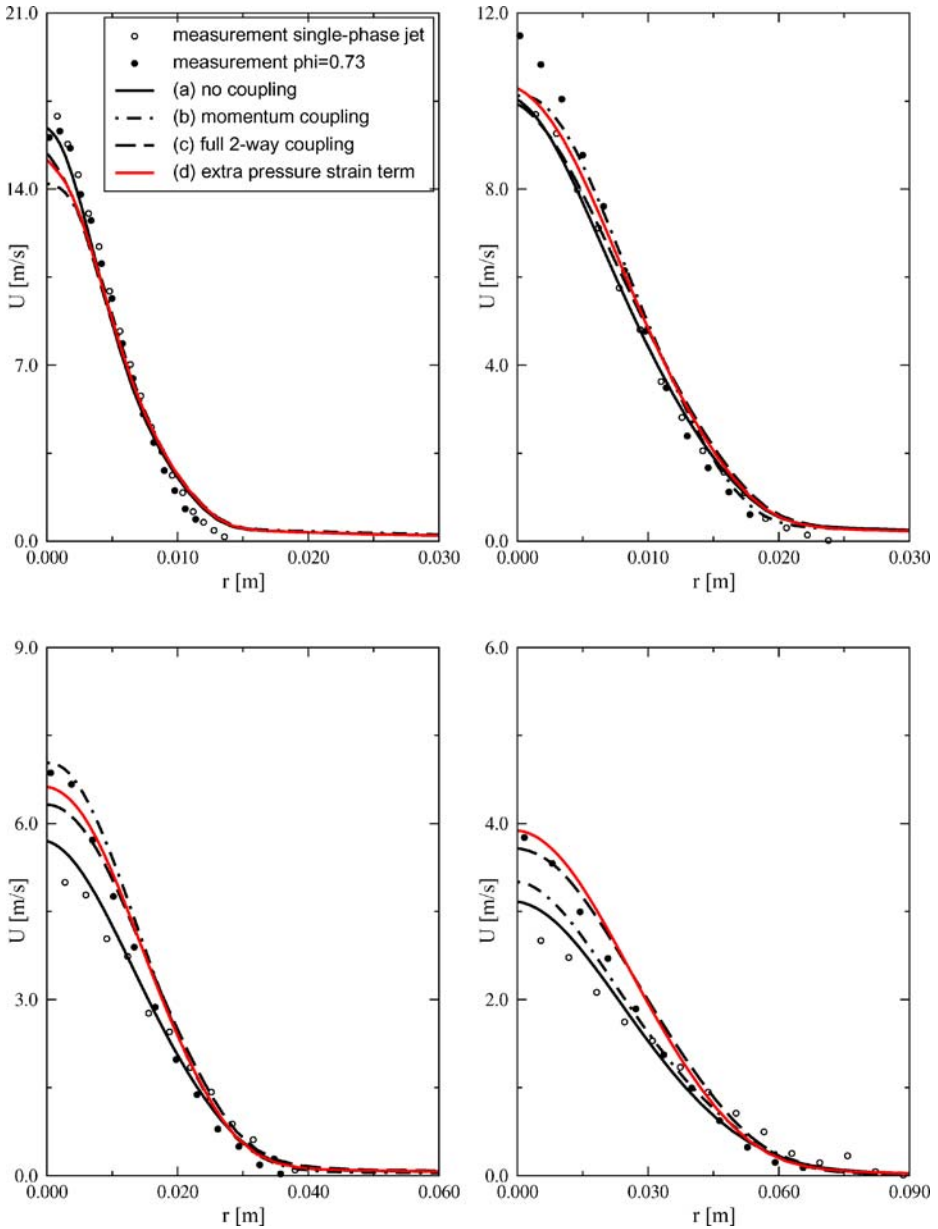 21.0
14.0
7.0
0.0
U [m/s]
measurement single-phase jet
measurement phi=0.73
(a) no coupling
(b) momentum coupling
(c) full 2-way coupling
(d) extra pressure strain term
0.000
0.010
0.020
0.030
r [m]
12.0
8.0
4.0
0.0
U [m/s]
0.000
0.010
0.020
0.030
r [m]
9.0
6.0
3.0
0.0
U [m/s]
0.000
0.020
0.040
0.060
r [m]
6.0
4.0
2.0
0.0
U [m/s]
0.000
0.030
0.060
0.090
r [m]